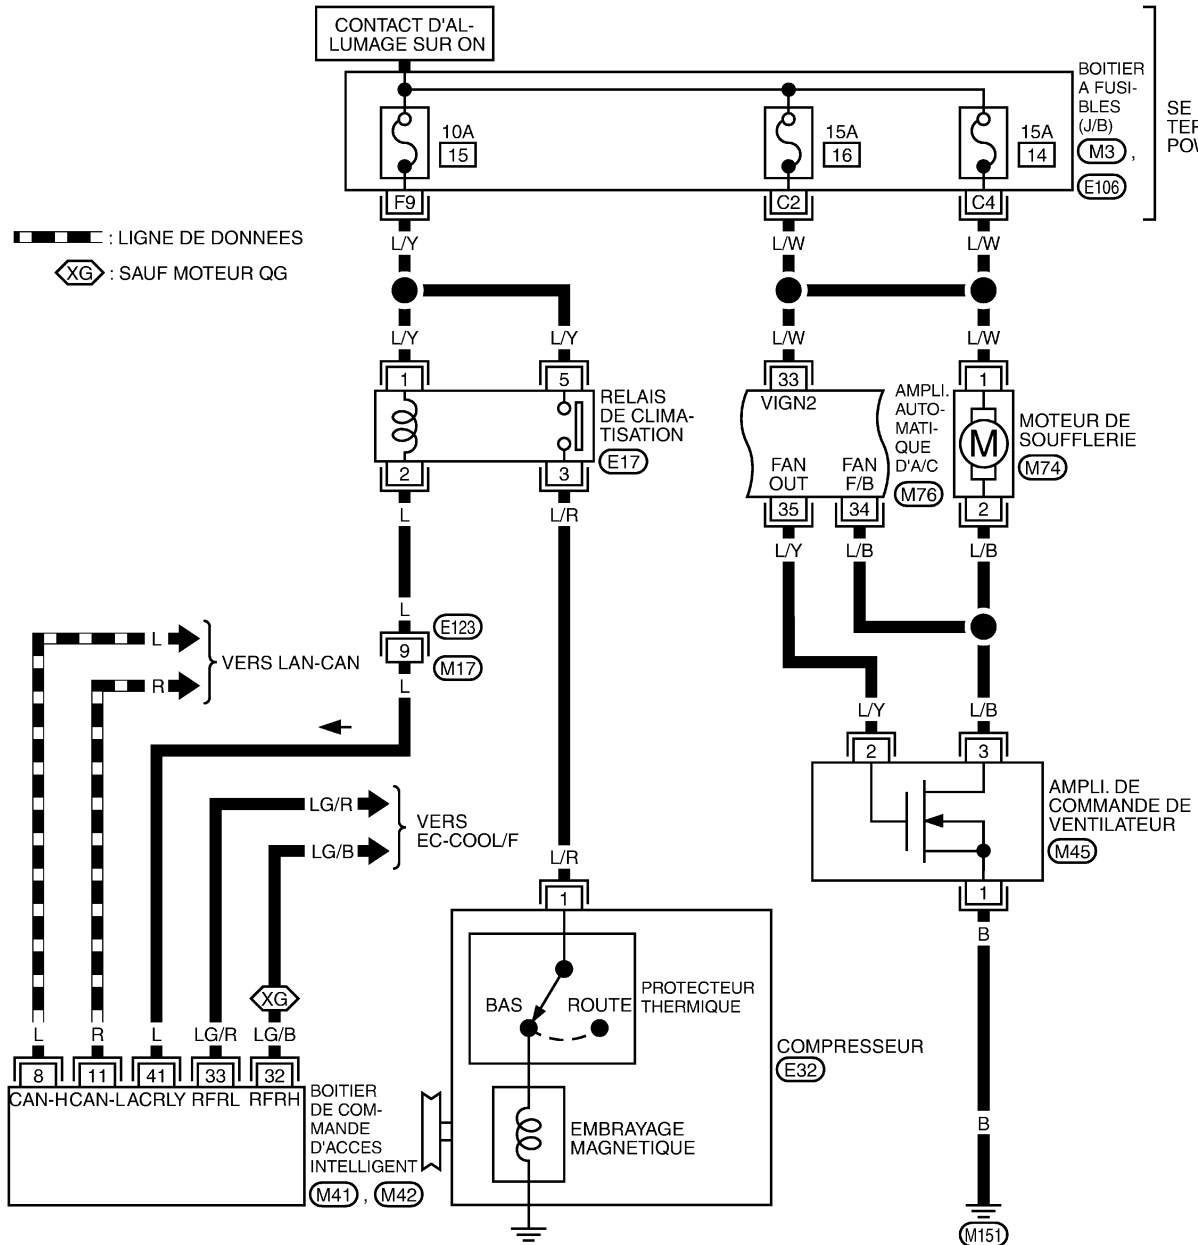 CONTACT D'AL-
LUMAGE SUR ON
BOITIER
A FUSI-
BLES
(J/B)
M3 ,
E106
SE
TER
POW
10A
15
15A
16
15A
14
F9
C2
C4
: LIGNE DE DONNEES
XG : SAUF MOTEUR QG
L/Y
L/W
L/W
L/Y
L/Y
L/W
L/W
1
5
33
1
RELAIS
DE CLIMA-
TISATION
E17
VIGN2
FAN
OUT
FAN
F/B
AMPLI.
AUTO-
MATI-
QUE
D'A/C
M76
M
MOTEUR DE
SOUFFLERIE
M74
2
3
35
34
2
L
L/R
L/Y
L/B
L/B
L
E123
9
M17
L
L
R
VERS LAN-CAN
L/Y
L/B
2
3
AMPLI. DE
COMMANDE DE
VENTILATEUR
M45
1
B
LG/R
LG/B
VERS
EC-COOL/F
L/R
1
BAS
ROUTE
PROTECTEUR
THERMIQUE
COMPRESSEUR
E32
EMBRAYAGE
MAGNETIQUE
XG
L
R
L
LG/R
LG/B
8
11
41
33
32
CAN-H
CAN-L
ACRLY
RFRL
RFRH
BOITIER
DE COM-
MANDE
D'ACCES
INTELLIGENT
M41 , M42
B
M151